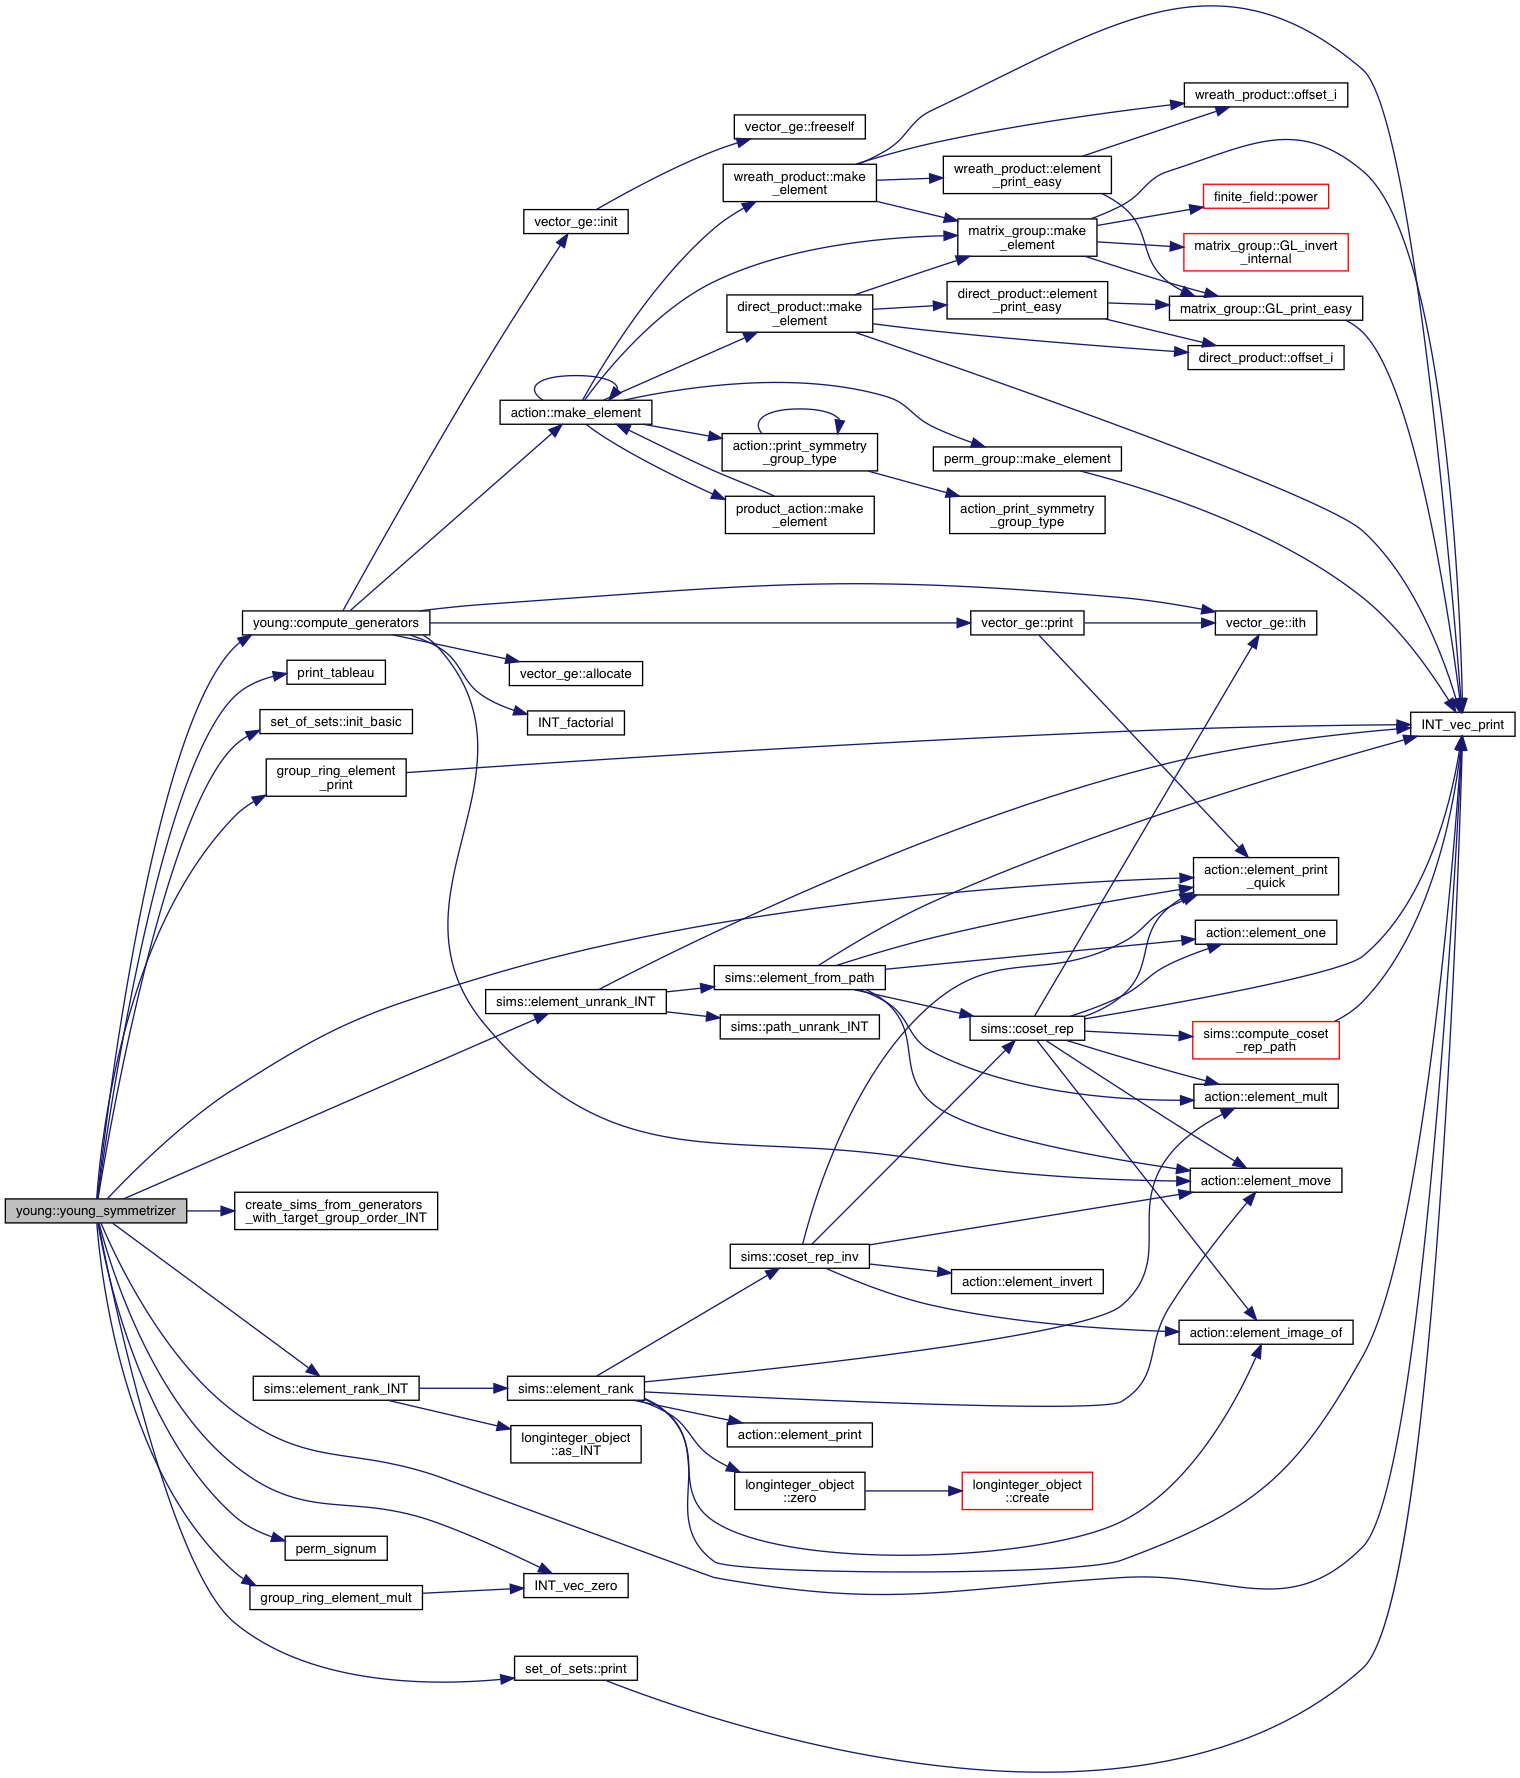 wreath_product::offset_i
vector_ge::freeself
wreath_product::make
_element
wreath_product::element
_print_easy
finite_field::power
vector_ge::init
matrix_group::make
_element
matrix_group::GL_invert
_internal
direct_product::make
_element
direct_product::element
_print_easy
matrix_group::GL_print_easy
direct_product::offset_i
action::make_element
action::print_symmetry
_group_type
perm_group::make_element
product_action::make
_element
action_print_symmetry
_group_type
young::compute_generators
vector_ge::print
vector_ge::ith
print_tableau
vector_ge::allocate
set_of_sets::init_basic
INT_factorial
INT_vec_print
group_ring_element
_print
action::element_print
_quick
action::element_one
sims::element_from_path
sims::element_unrank_INT
sims::path_unrank_INT
sims::coset_rep
sims::compute_coset
_rep_path
action::element_mult
action::element_move
young::young_symmetrizer
create_sims_from_generators
_with_target_group_order_INT
sims::coset_rep_inv
action::element_invert
action::element_image_of
sims::element_rank_INT
sims::element_rank
action::element_print
longinteger_object
::as_INT
longinteger_object
::zero
longinteger_object
::create
perm_signum
group_ring_element_mult
INT_vec_zero
set_of_sets::print